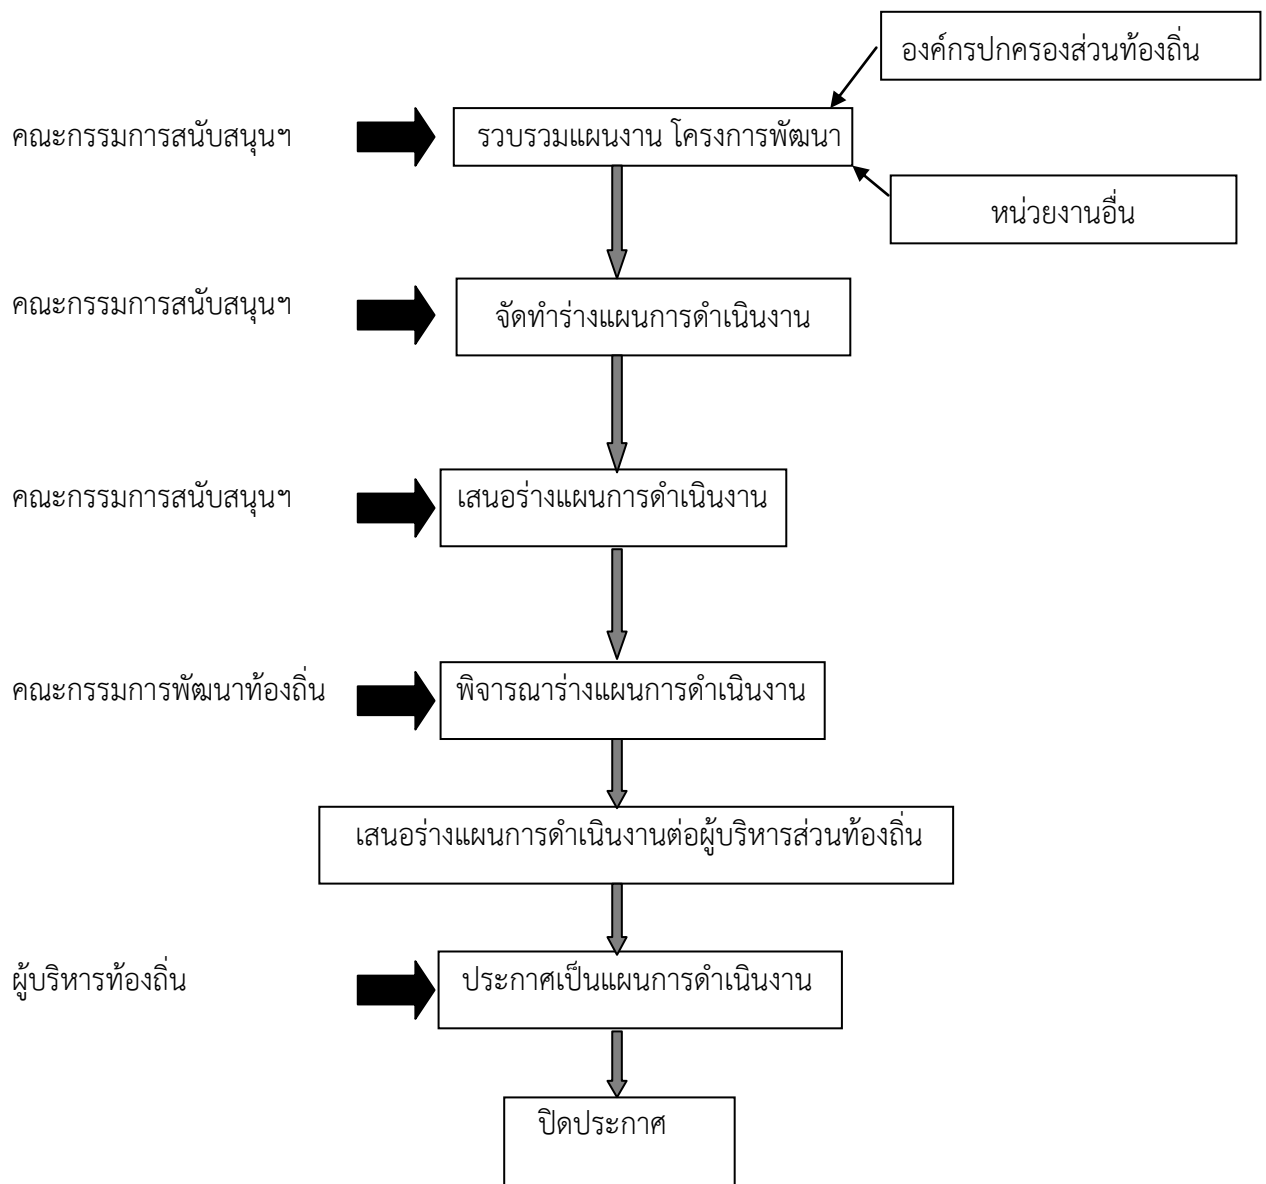 องค์กรปกครองส่วนท้องถิ่น
คณะกรรมการสนับสนุนฯ
รวบรวมแผนงาน โครงการพัฒนา
หน่วยงานอื่น
คณะกรรมการสนับสนุนฯ
จัดทำร่างแผนการดำเนินงาน
คณะกรรมการสนับสนุนฯ
เสนอร่างแผนการดำเนินงาน
คณะกรรมการพัฒนาท้องถิ่น
พิจารณาร่างแผนการดำเนินงาน
เสนอร่างแผนการดำเนินงานต่อผู้บริหารส่วนท้องถิ่น
ผู้บริหารท้องถิ่น
ประกาศเป็นแผนการดำเนินงาน
ปิดประกาศ